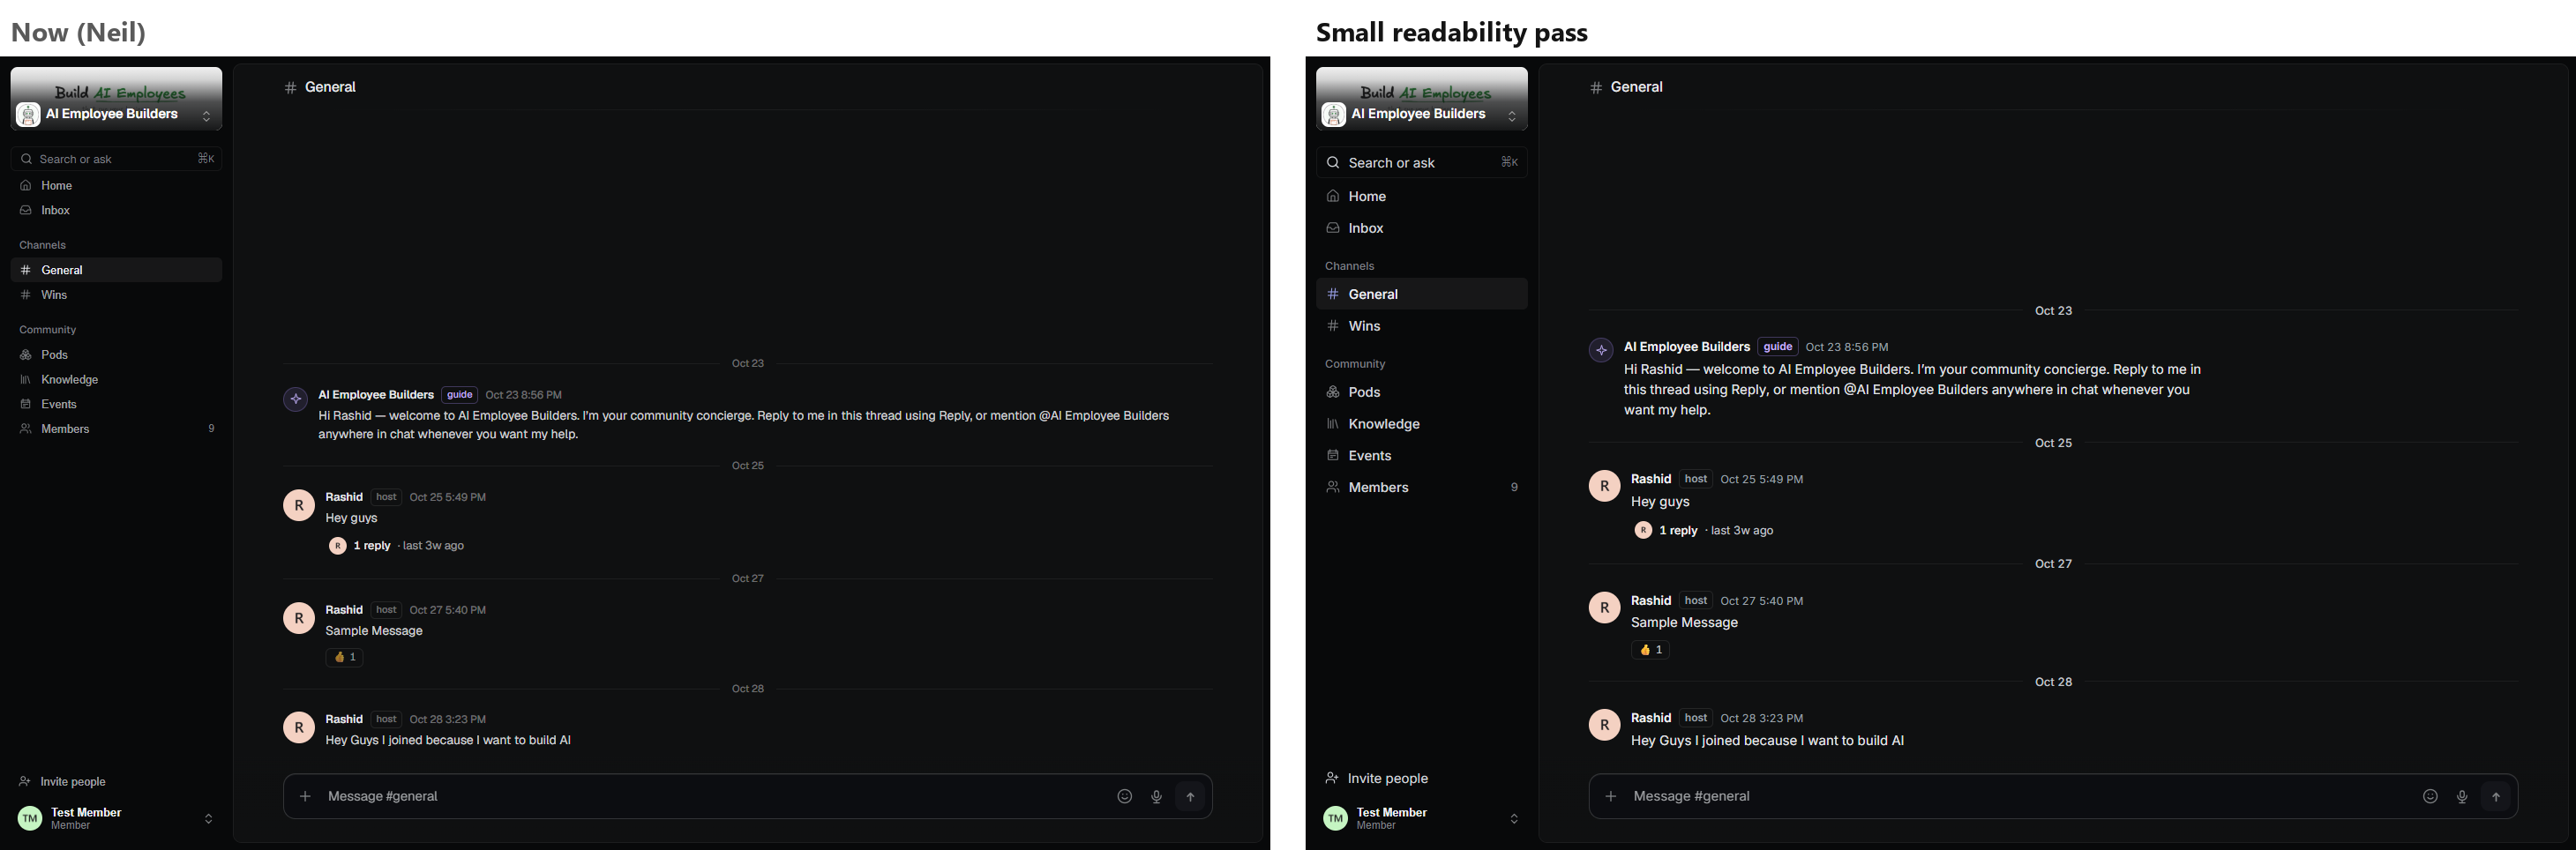 Now (Neil)
Build AI Employees
AI Employee Builders
Search or ask ⌘K
Home
Inbox
Channels
# General
# Wins
Community
Pods
Knowledge
Events
Members 9
Invite people
TM Test Member
Member
# General
Oct 23
AI Employee Builders guide Oct 23 8:56 PM
Hi Rashid — welcome to AI Employee Builders. I'm your community concierge. Reply to me in this thread using Reply, or mention @AI Employee Builders
anywhere in chat whenever you want my help.
Oct 25
R Rashid host Oct 25 5:49 PM
Hey guys
R 1 reply · last 3w ago
Oct 27
R Rashid host Oct 27 5:40 PM
Sample Message
👍 1
Oct 28
R Rashid host Oct 28 3:23 PM
Hey Guys I joined because I want to build AI
Message #general
Small readability pass
Build AI Employees
AI Employee Builders
Search or ask ⌘K
Home
Inbox
Channels
# General
# Wins
Community
Pods
Knowledge
Events
Members 9
Invite people
TM Test Member
Member
# General
Oct 23
AI Employee Builders guide Oct 23 8:56 PM
Hi Rashid — welcome to AI Employee Builders. I'm your community concierge. Reply to me in
this thread using Reply, or mention @AI Employee Builders anywhere in chat whenever you
want my help.
Oct 25
R Rashid host Oct 25 5:49 PM
Hey guys
R 1 reply · last 3w ago
Oct 27
R Rashid host Oct 27 5:40 PM
Sample Message
👍 1
Oct 28
R Rashid host Oct 28 3:23 PM
Hey Guys I joined because I want to build AI
Message #general